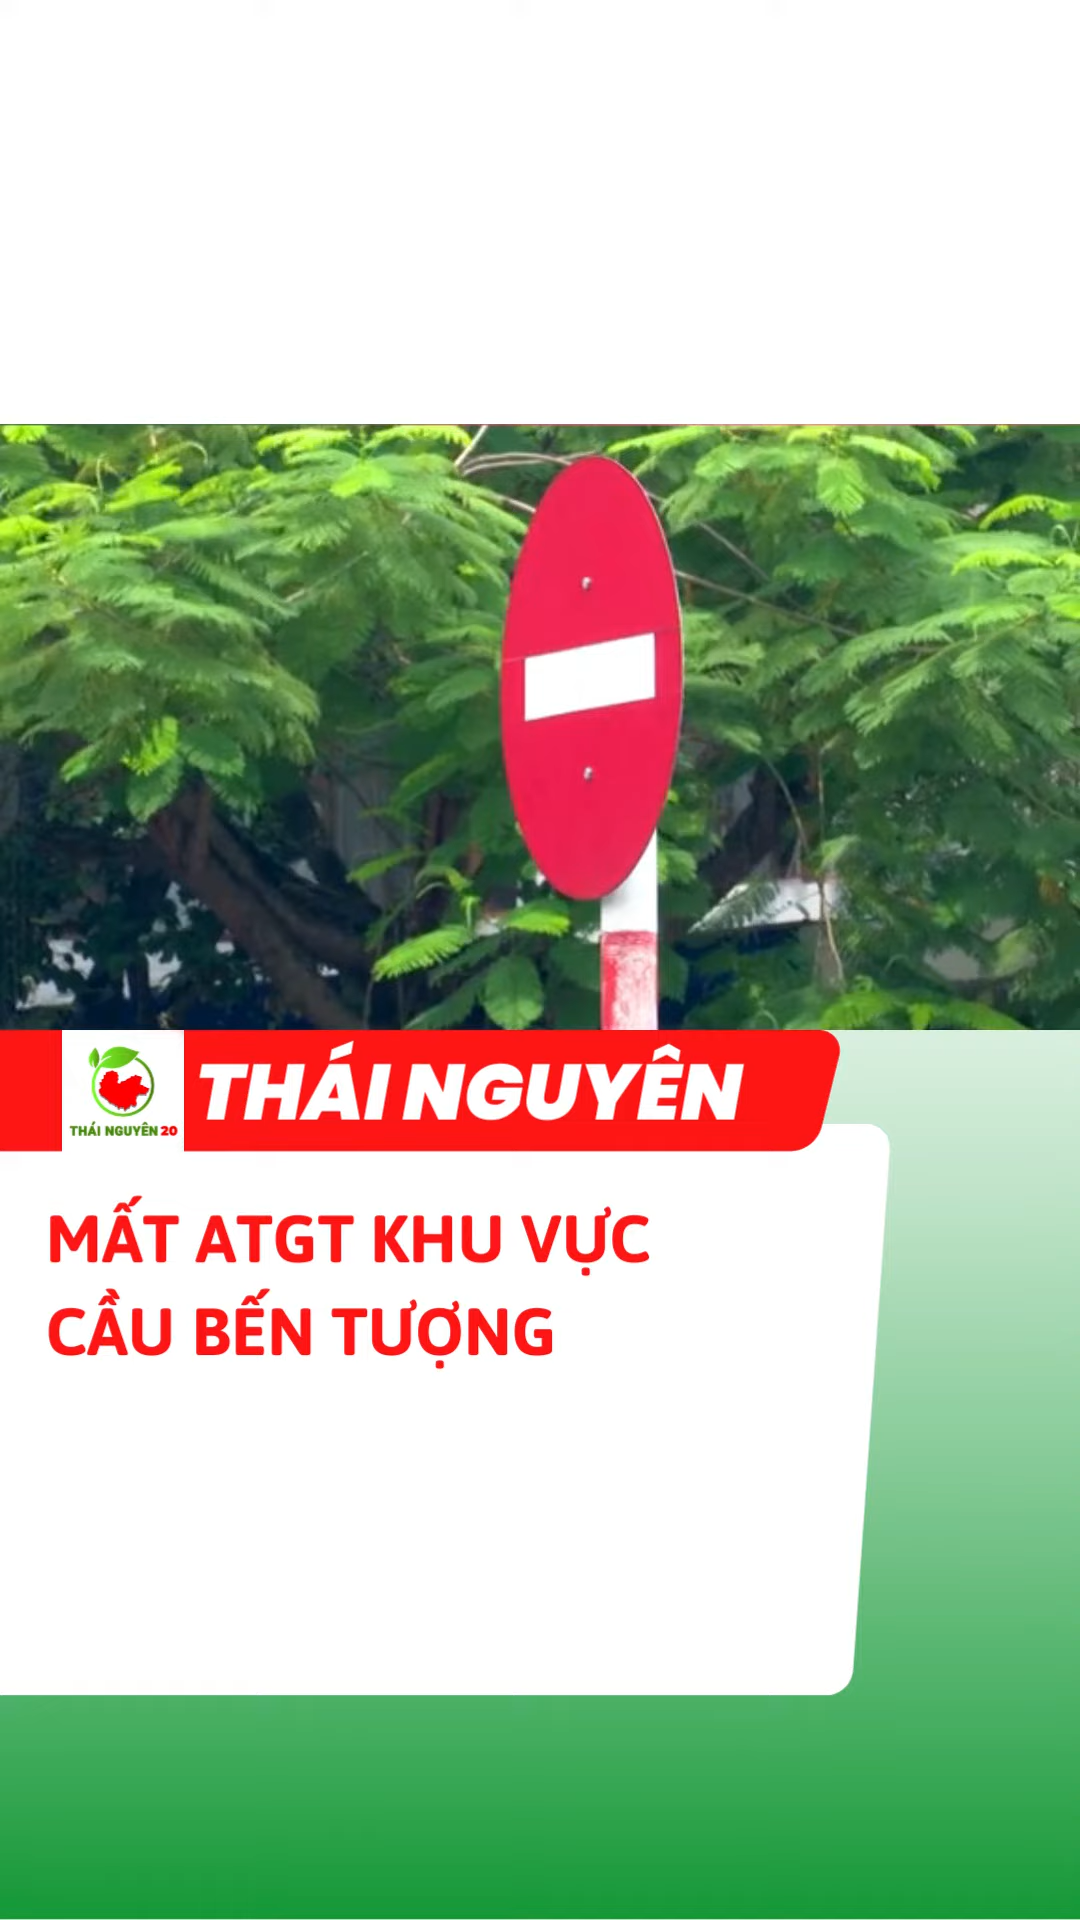 THÁI NGUYÊN 20
THÁI NGUYÊN
MẤT ATGT KHU VỰC
CẦU BẾN TƯỢNG